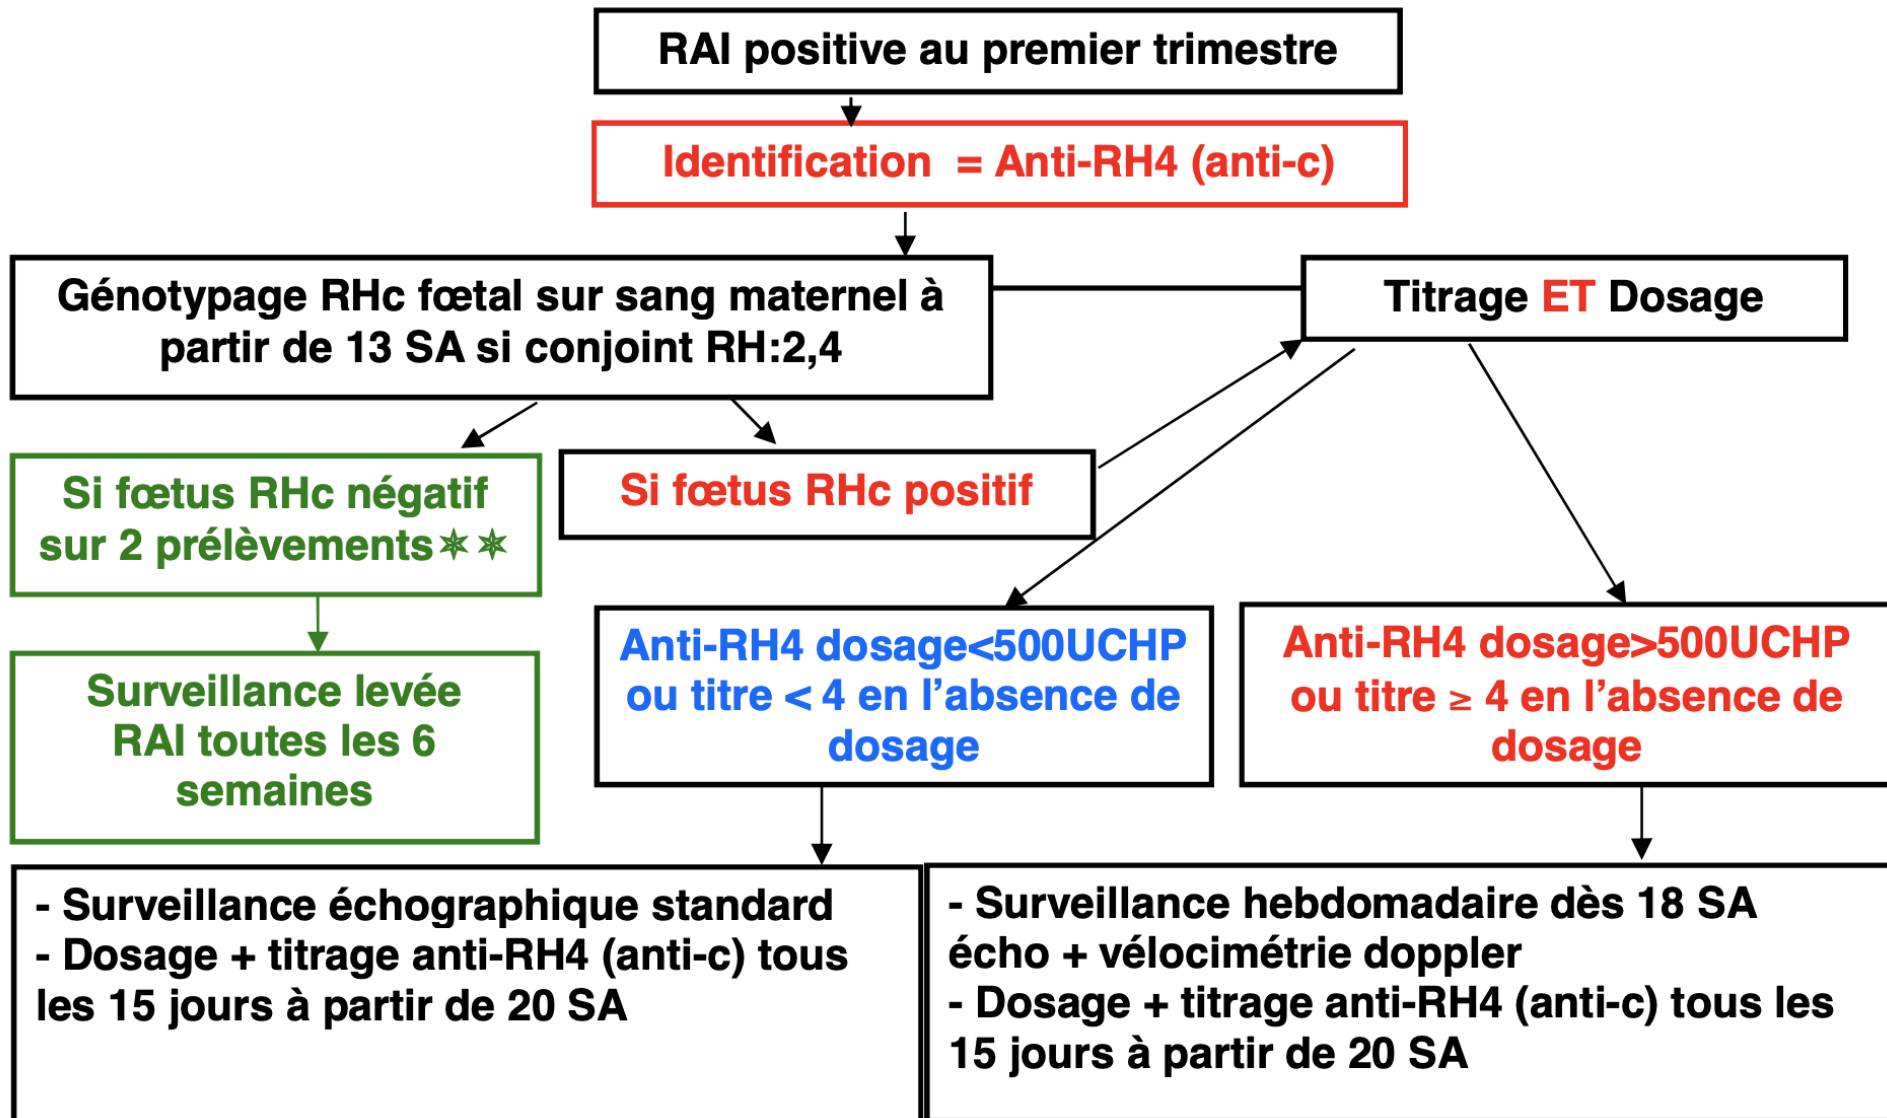 RAI positive au premier trimestre
Identification = Anti-RH4 (anti-c)
Génotypage RHc fœtal sur sang maternel à
partir de 13 SA si conjoint RH:2,4
Titrage ET Dosage
Si fœtus RHc négatif
sur 2 prélèvements✶✶
Si fœtus RHc positif
Surveillance levée
RAI toutes les 6
semaines
Anti-RH4 dosage<500UCHP
ou titre < 4 en l’absence de
dosage
Anti-RH4 dosage>500UCHP
ou titre ≥ 4 en l’absence de
dosage
- Surveillance échographique standard
- Dosage + titrage anti-RH4 (anti-c) tous
les 15 jours à partir de 20 SA
- Surveillance hebdomadaire dès 18 SA
écho + vélocimétrie doppler
- Dosage + titrage anti-RH4 (anti-c) tous les
15 jours à partir de 20 SA